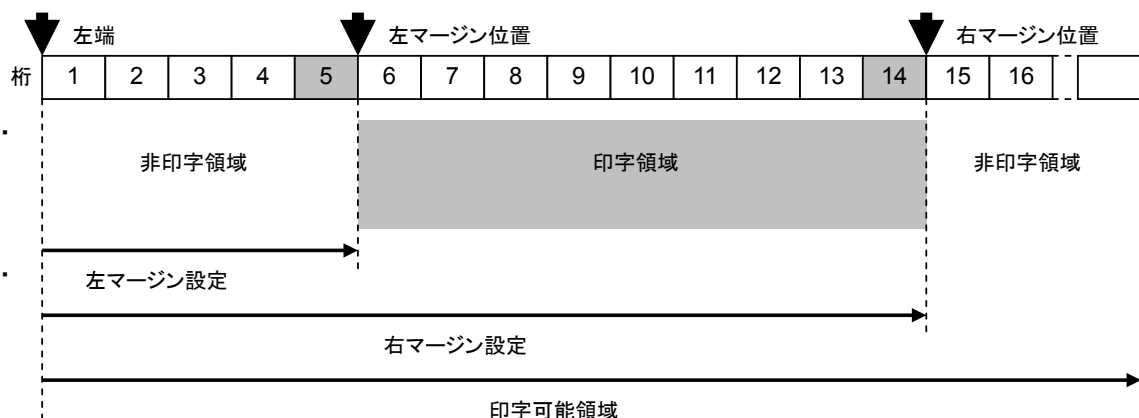 左端 左マージン位置 右マージン位置
桁 1 2 3 4 5 6 7 8 9 10 11 12 13 14 15 16
非印字領域 印字領域 非印字領域
左マージン設定
右マージン設定
印字可能領域